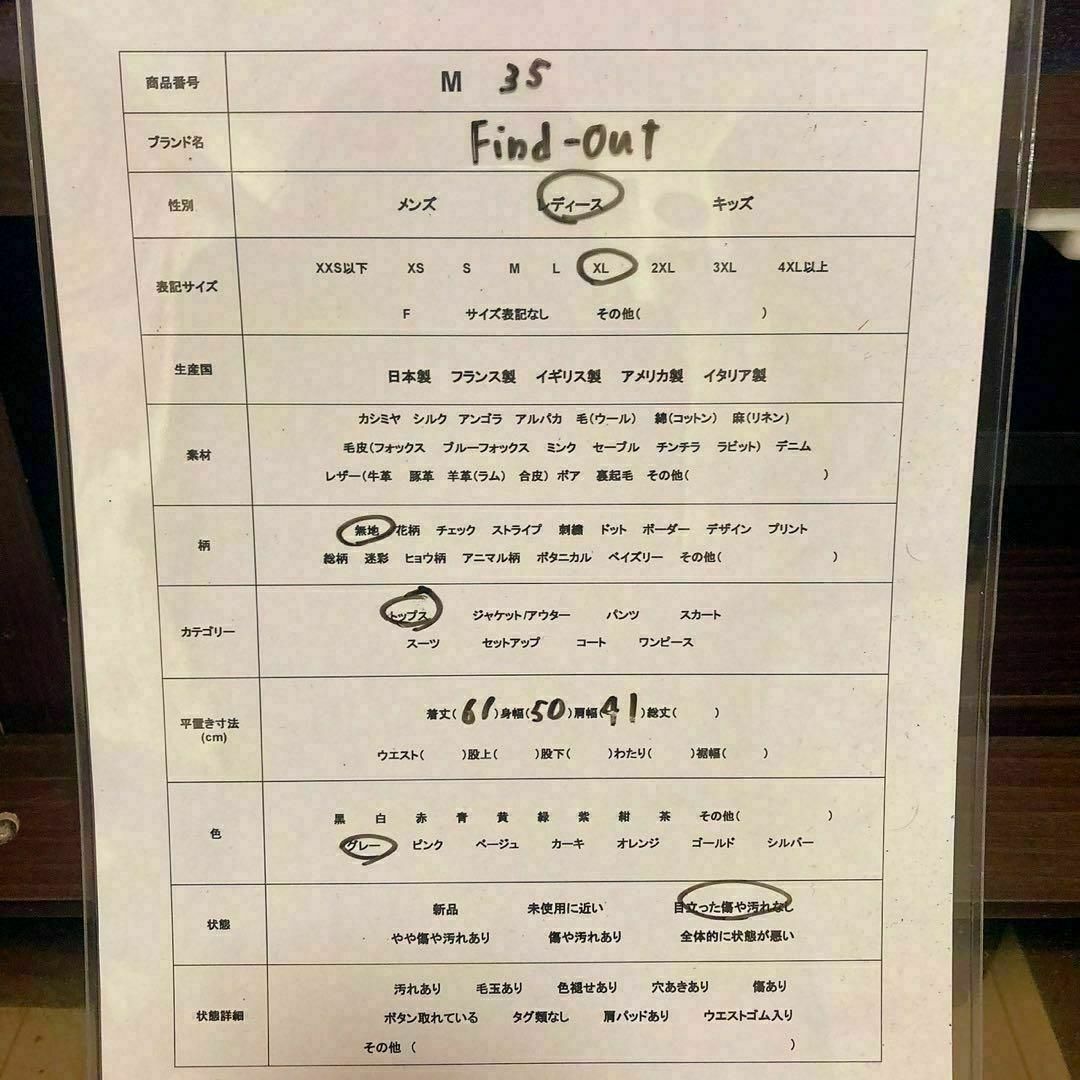 商品番号 M 35
ブランド名 Find-Out
性別 メンズ レディース キッズ
表記サイズ
XXS以下 XS S M L XL 2XL 3XL 4XL以上
F サイズ表記なし その他( )
生産国 日本製 フランス製 イギリス製 アメリカ製 イタリア製
素材
カシミヤ シルク アンゴラ アルパカ 毛(ウール) 綿(コットン) 麻(リネン)
毛皮(フォックス ブルーフォックス ミンク セーブル チンチラ ラビット) デニム
レザー(牛革 豚革 羊革(ラム) 合皮) ボア 裏起毛 その他( )
柄
無地 花柄 チェック ストライプ 刺繍 ドット ボーダー デザイン プリント
総柄 迷彩 ヒョウ柄 アニマル柄 ボタニカル ペイズリー その他( )
カテゴリー
トップス ジャケット/アウター パンツ スカート
スーツ セットアップ コート ワンピース
平置き寸法
(cm)
着丈(61)身幅(50)肩幅(41)総丈( )
ウエスト( )股上( )股下( )わたり( )裾幅( )
色
黒 白 赤 青 黄 緑 紫 紺 茶 その他( )
グレー ピンク ベージュ カーキ オレンジ ゴールド シルバー
状態
新品 未使用に近い 目立った傷や汚れなし
やや傷や汚れあり 傷や汚れあり 全体的に状態が悪い
状態詳細
汚れあり 毛玉あり 色褪せあり 穴あきあり 傷あり
ボタン取れている タグ類なし 肩パッドあり ウエストゴム入り
その他 ( )